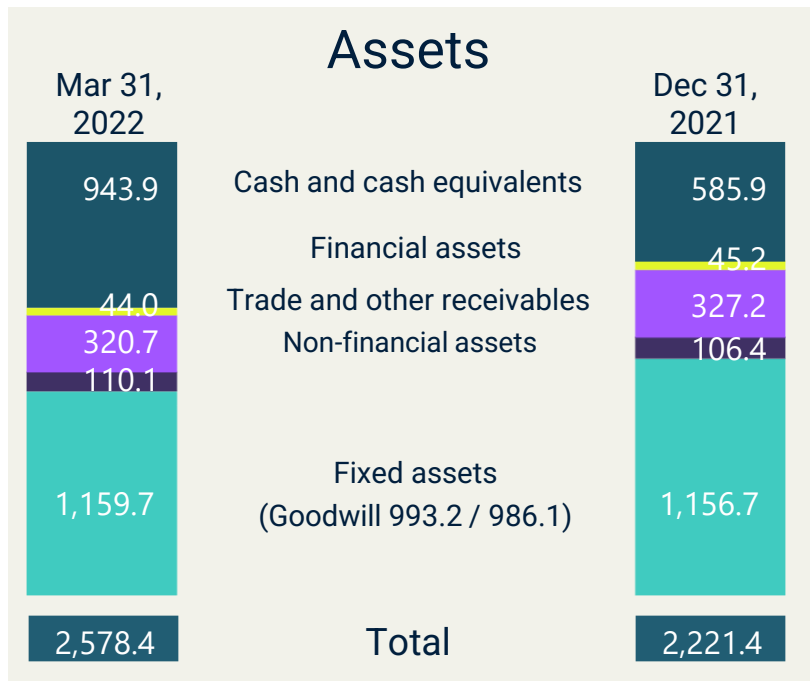 Assets
Mar 31,
2022
Dec 31,
2021
943.9 Cash and cash equivalents 585.9
44.0 Financial assets 45.2
320.7 Trade and other receivables 327.2
110.1 Non-financial assets 106.4
1,159.7 Fixed assets 1,156.7
(Goodwill 993.2 / 986.1)
2,578.4 Total 2,221.4